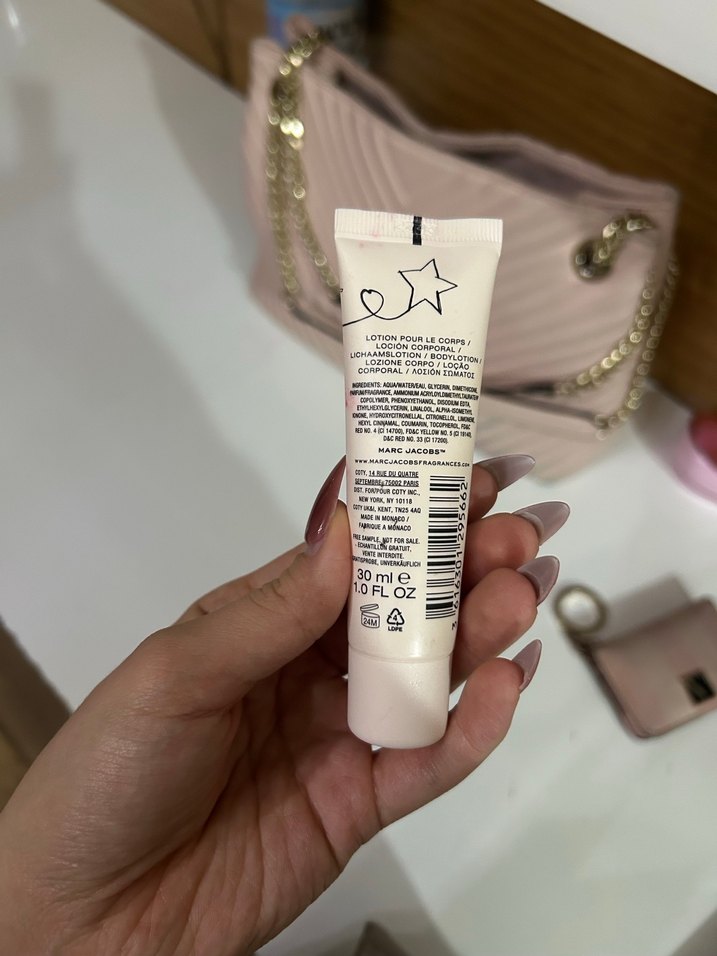 LOTION POUR LE CORPS /
LOCIÓN CORPORAL /
LICHAAMSLOTION / BODYLOTION /
LOZIONE CORPO / LOÇÃO
CORPORAL / ΛΟΣΙΟΝ ΣΩΜΑΤΟΣ
INGREDIENTS: AQUA/WATER/EAU, GLYCERIN, DIMETHICONE,
PARFUM/FRAGRANCE, AMMONIUM ACRYLOYLDIMETHYLTAURATE/VP
COPOLYMER, PHENOXYETHANOL, DISODIUM EDTA,
ETHYLHEXYLGLYCERIN, LINALOOL, ALPHA-ISOMETHYL
IONONE, HYDROXYCITRONELLAL, CITRONELLOL, LIMONENE,
HEXYL CINNAMAL, COUMARIN, TOCOPHEROL, FD&C
RED NO. 4 (CI 14700), FD&C YELLOW NO. 5 (CI 19140),
D&C RED NO. 33 (CI 17200).
MARC JACOBS™
WWW.MARCJACOBSFRAGRANCES.COM
COTY, 14 RUE DU QUATRE
SEPTEMBRE, 75002 PARIS
DIST. FOR/POUR COTY INC.,
NEW YORK, NY 10118
COTY UK&I, KENT, TN25 4AQ
MADE IN MONACO /
FABRIQUÉ À MONACO
FREE SAMPLE, NOT FOR SALE.
ECHANTILLON GRATUIT,
VENTE INTERDITE.
GRATISPROBE, UNVERKÄUFLICH
30 ml e
1.0 FL OZ
24M
4
LDPE
3 616301 295662